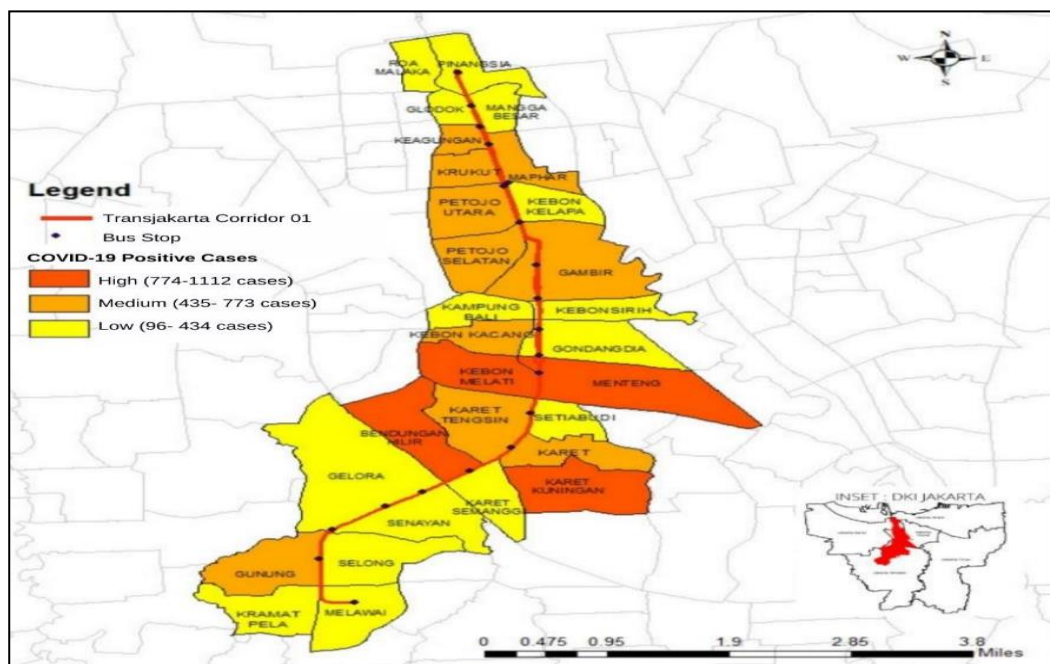 N
W E
S
ROA
MALAKA
PINANGSIA
GLODOK
MANGGA
BESAR
KEAGUNGAN
KRUKUT
MAPHAR
PETOJO
UTARA
KEBON
KELAPA
PETOJO
SELATAN
GAMBIR
KAMPUNG
BALI
KEBONSIRIH
KEBON KACANG
GONDANGDIA
KEBON
MELATI
MENTENG
KARET
TENGSIN
SETIABUDI
BENDUNGAN
HILIR
KARET
GELORA
KARET
KUNINGAN
KARET
SEMANGGI
SENAYAN
GUNUNG
SELONG
KRAMAT
PELA
MELAWAI
Legend
Transjakarta Corridor 01
Bus Stop
COVID-19 Positive Cases
High (774-1112 cases)
Medium (435- 773 cases)
Low (96- 434 cases)
INSET : DKI JAKARTA
0 0.475 0.95 1.9 2.85 3.8
Miles